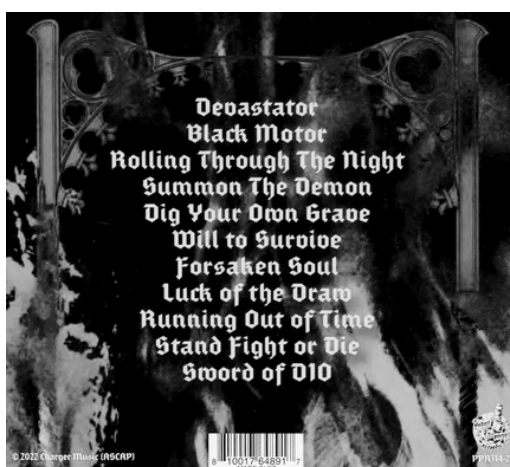 Devastator
Black Motor
Rolling Through The Night
Summon The Demon
Dig Your Own Grave
Will to Survive
Forsaken Soul
Luck of the Draw
Running Out of Time
Stand Fight or Die
Sword of D10
© 2022 Charger Music (ASCAP)
8 10017 64891 7